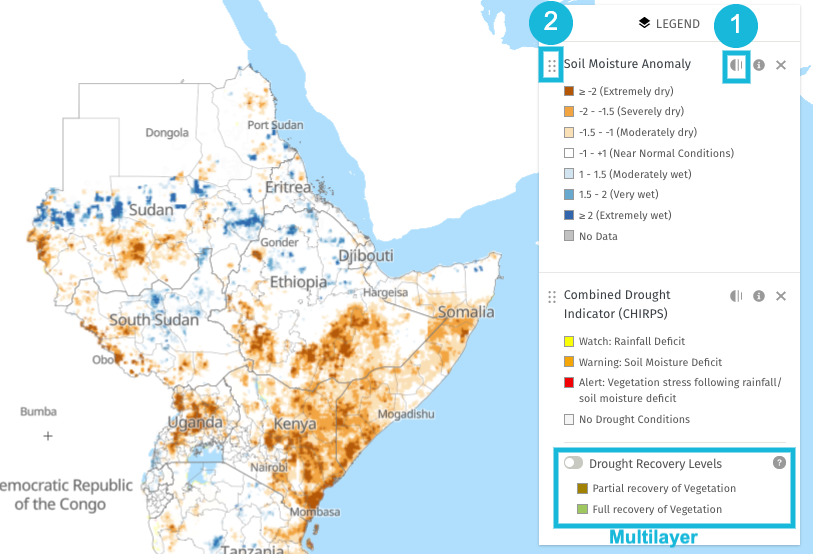 2
LEGEND
1
Soil Moisture Anomaly
≥ -2 (Extremely dry)
-2 - -1.5 (Severely dry)
-1.5 - -1 (Moderately dry)
-1 - +1 (Near Normal Conditions)
1 - 1.5 (Moderately wet)
1.5 - 2 (Very wet)
≥ 2 (Extremely wet)
No Data
Combined Drought
Indicator (CHIRPS)
Watch: Rainfall Deficit
Warning: Soil Moisture Deficit
Alert: Vegetation stress following rainfall/
soil moisture deficit
No Drought Conditions
Drought Recovery Levels
Partial recovery of Vegetation
Full recovery of Vegetation
Multilayer
Port Sudan
Dongola
Eritrea
Sudan
Gonder
Djibouti
Ethiopia
Hargeisa
Somalia
South Sudan
Obo
Bumba
Mogadishu
Uganda
Kenya
Nairobi
emocratic Republic
of the Congo
Mombasa
Tanzania